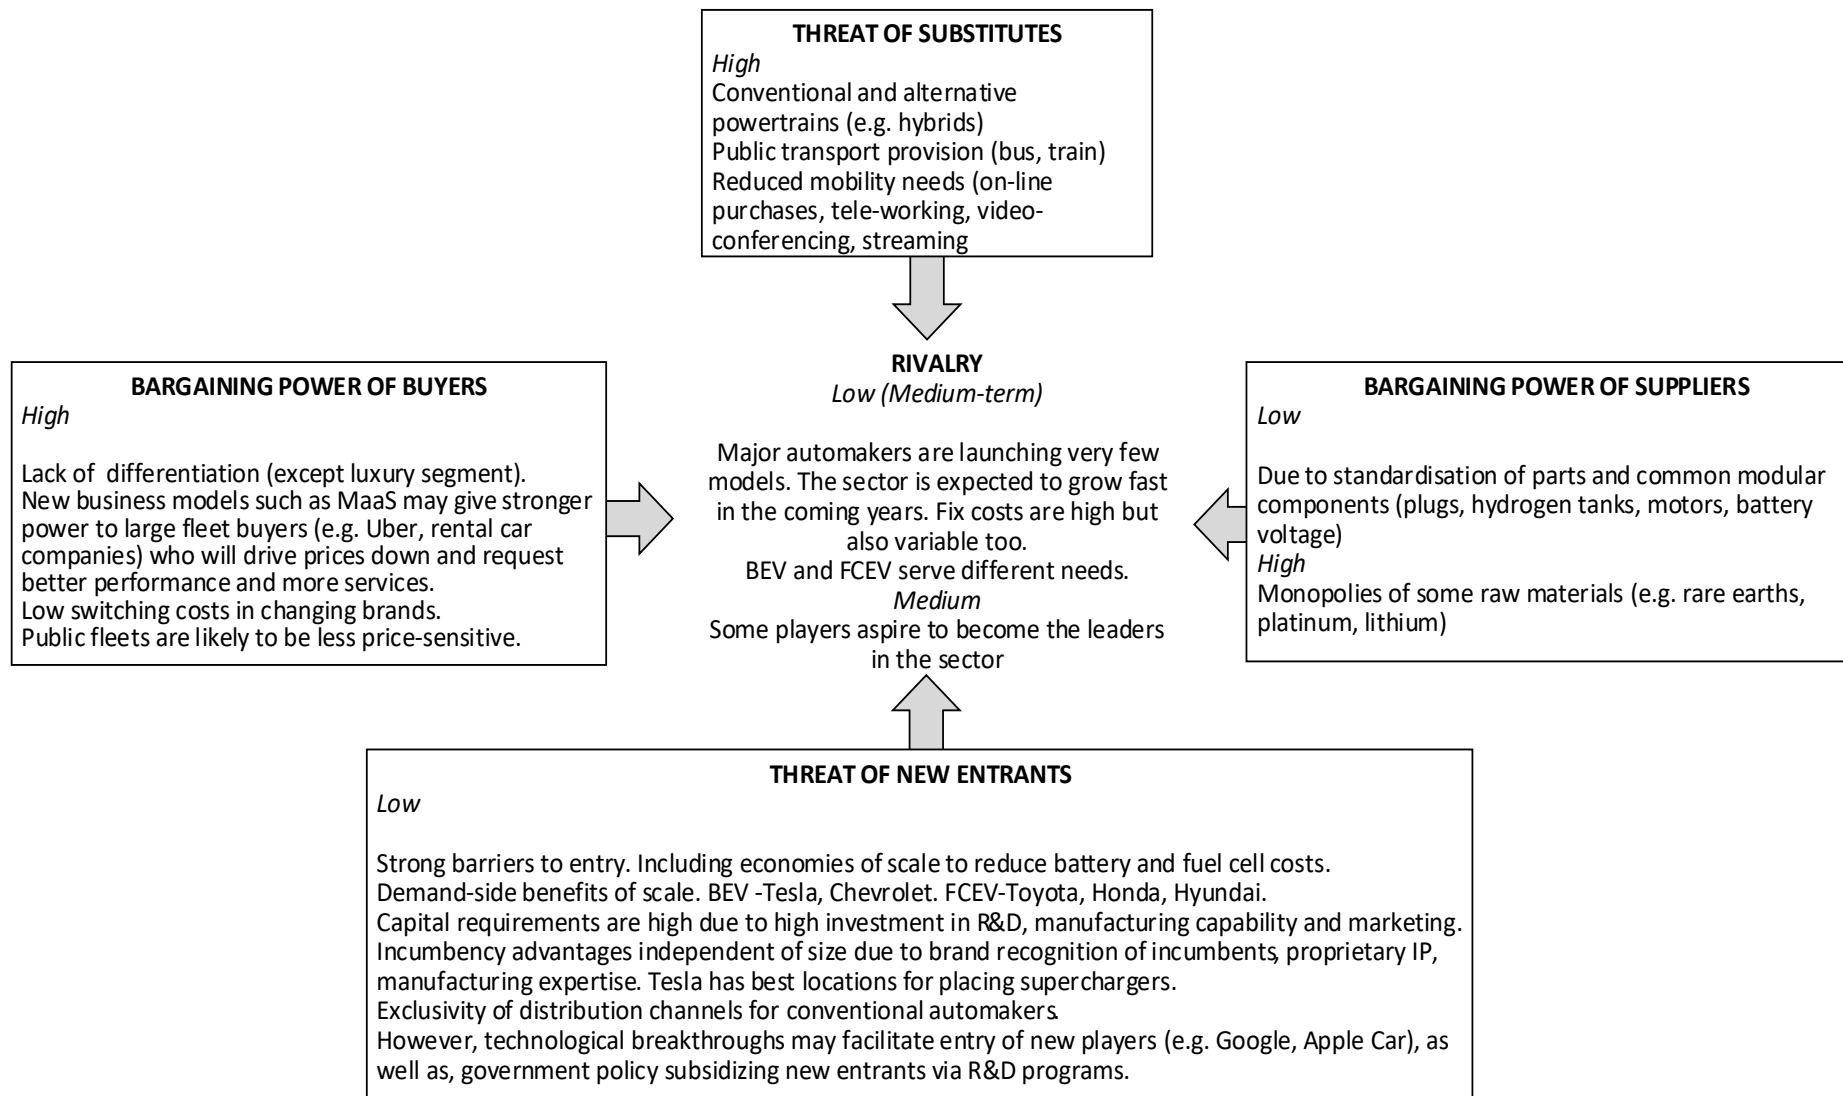 THREAT OF SUBSTITUTES
High
Conventional and alternative
powertrains (e.g. hybrids)
Public transport provision (bus, train)
Reduced mobility needs (on-line
purchases, tele-working, video-
conferencing, streaming
BARGAINING POWER OF BUYERS
High
Lack of differentiation (except luxury segment).
New business models such as MaaS may give stronger
power to large fleet buyers (e.g. Uber, rental car
companies) who will drive prices down and request
better performance and more services.
Low switching costs in changing brands.
Public fleets are likely to be less price-sensitive.
RIVALRY
Low (Medium-term)
Major automakers are launching very few
models. The sector is expected to grow fast
in the coming years. Fix costs are high but
also variable too.
BEV and FCEV serve different needs.
Medium
Some players aspire to become the leaders
in the sector
BARGAINING POWER OF SUPPLIERS
Low
Due to standardisation of parts and common modular
components (plugs, hydrogen tanks, motors, battery
voltage)
High
Monopolies of some raw materials (e.g. rare earths,
platinum, lithium)
THREAT OF NEW ENTRANTS
Low
Strong barriers to entry. Including economies of scale to reduce battery and fuel cell costs.
Demand-side benefits of scale. BEV -Tesla, Chevrolet. FCEV-Toyota, Honda, Hyundai.
Capital requirements are high due to high investment in R&D, manufacturing capability and marketing.
Incumbency advantages independent of size due to brand recognition of incumbents, proprietary IP,
manufacturing expertise. Tesla has best locations for placing superchargers.
Exclusivity of distribution channels for conventional automakers.
However, technological breakthroughs may facilitate entry of new players (e.g. Google, Apple Car), as
well as, government policy subsidizing new entrants via R&D programs.